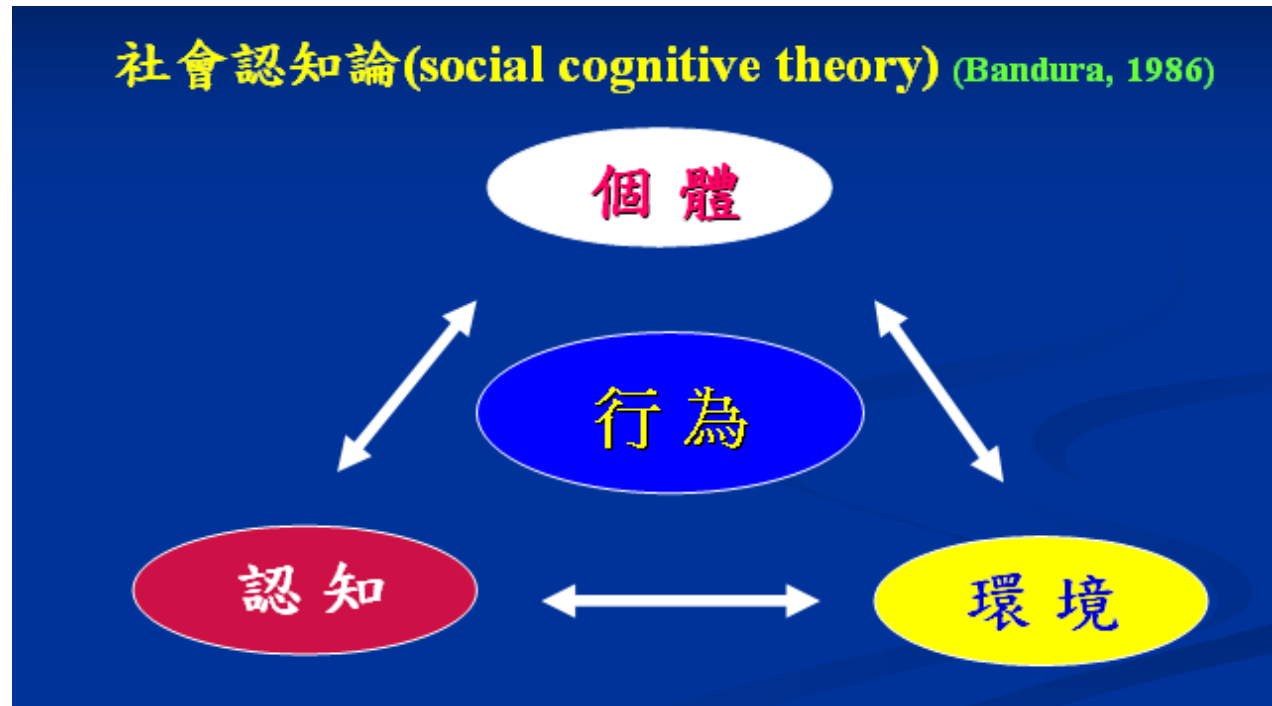 社會認知論(social cognitive theory) (Bandura, 1986)
個 體
行 為
認 知
環 境